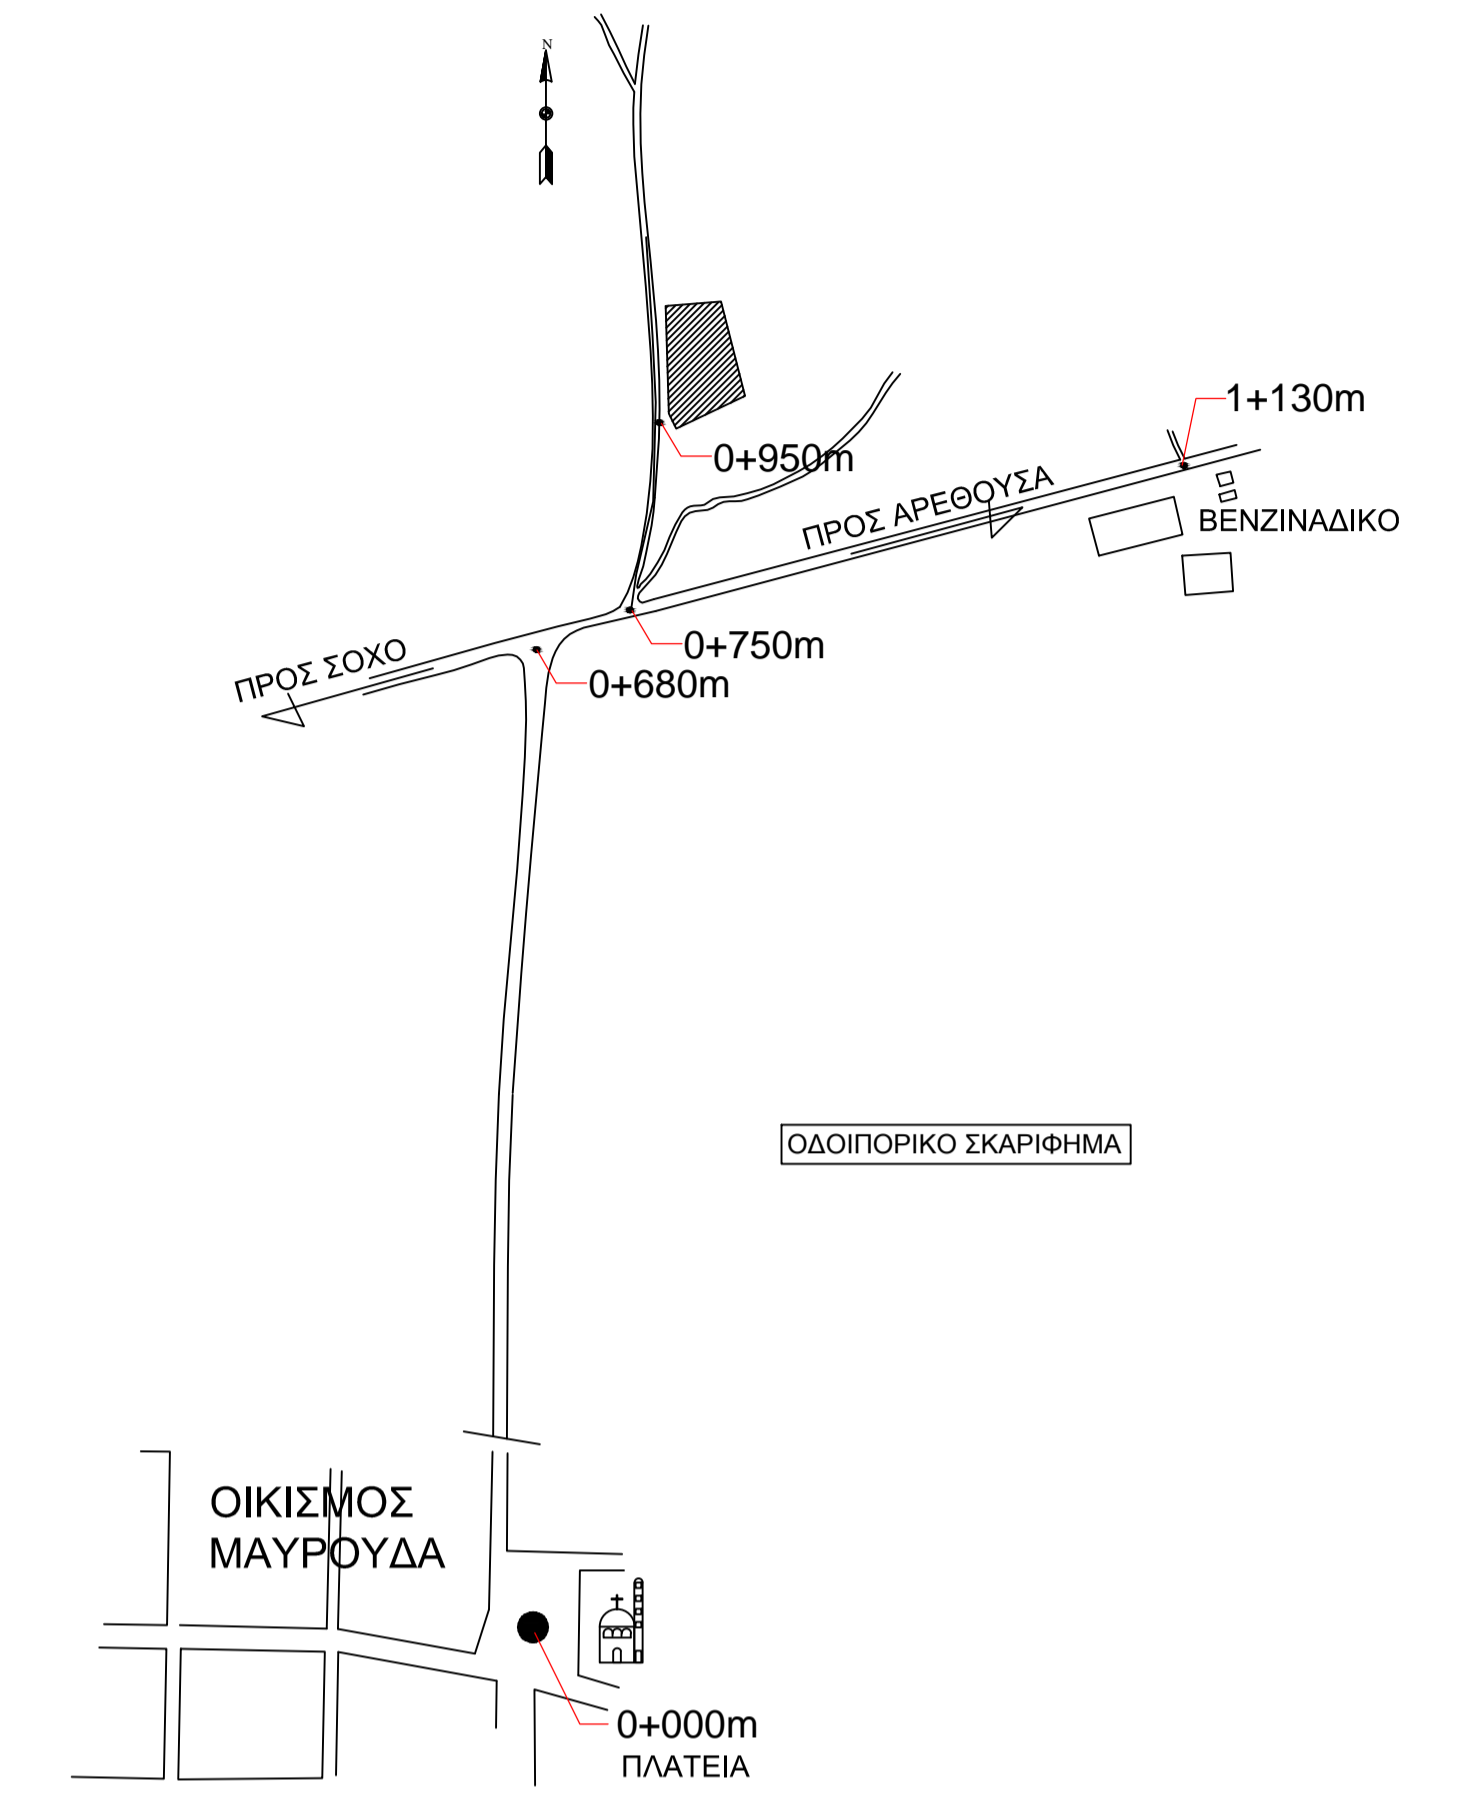 N
1+130m
0+950m
ΠΡΟΣ ΑΡΕΘΟΥΣΑ
ΒΕΝΖΙΝΑΔΙΚΟ
0+750m
ΠΡΟΣ ΣΟΧΟ
0+680m
ΟΔΟΙΠΟΡΙΚΟ ΣΚΑΡΙΦΗΜΑ
ΟΙΚΙΣΜΟΣ
ΜΑΥΡΟΥΔΑ
0+000m
ΠΛΑΤΕΙΑ